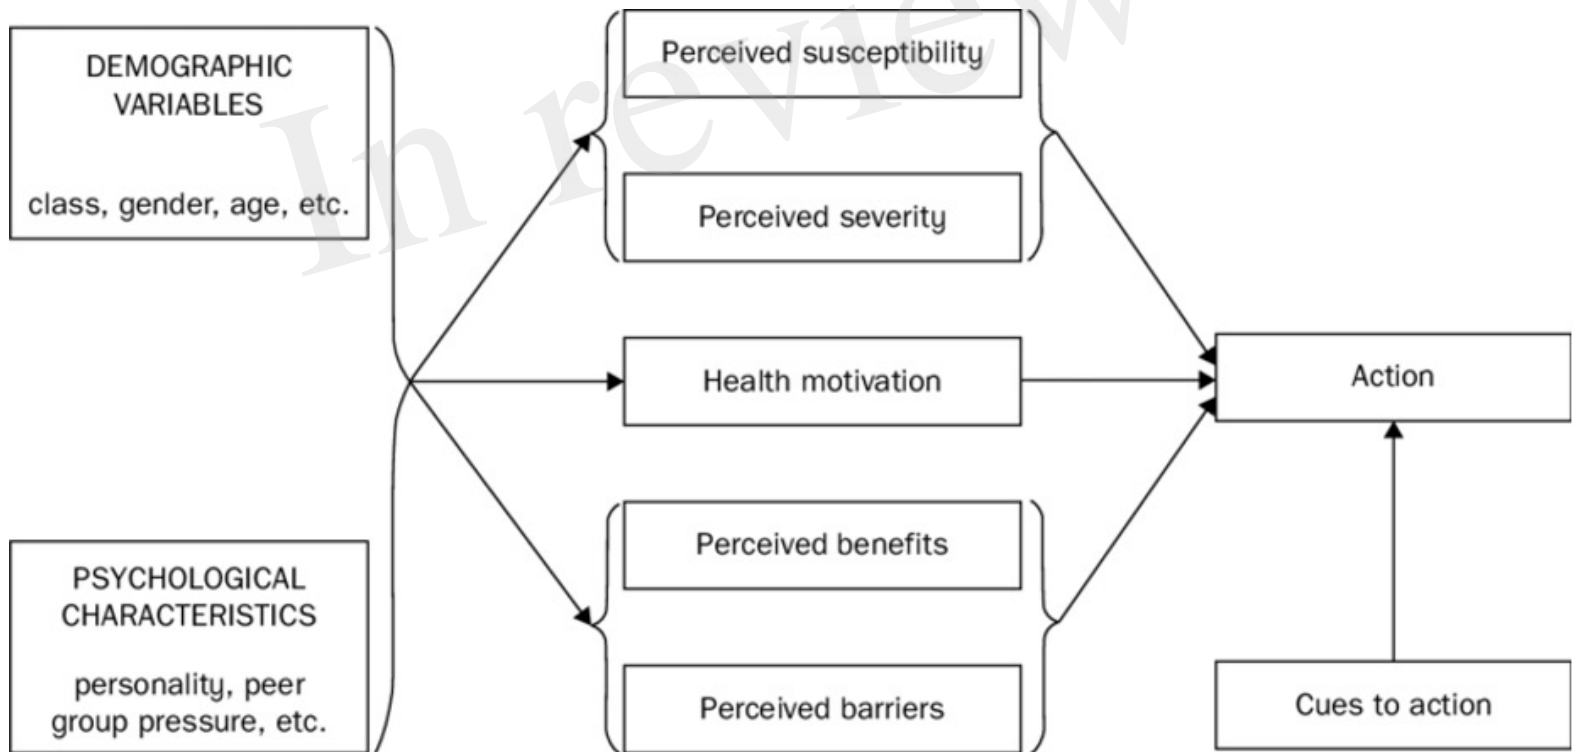 DEMOGRAPHIC
VARIABLES
class, gender, age, etc.
PSYCHOLOGICAL
CHARACTERISTICS
personality, peer
group pressure, etc.
Perceived susceptibility
Perceived severity
Health motivation
Perceived benefits
Perceived barriers
Action
Cues to action
In review